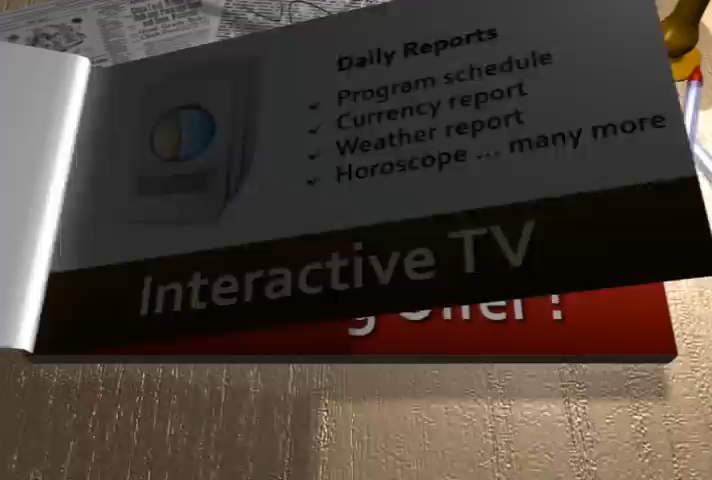 Daily Reports
Program schedule
Currency report
Weather report
Horoscope ... many more
Interactive TV